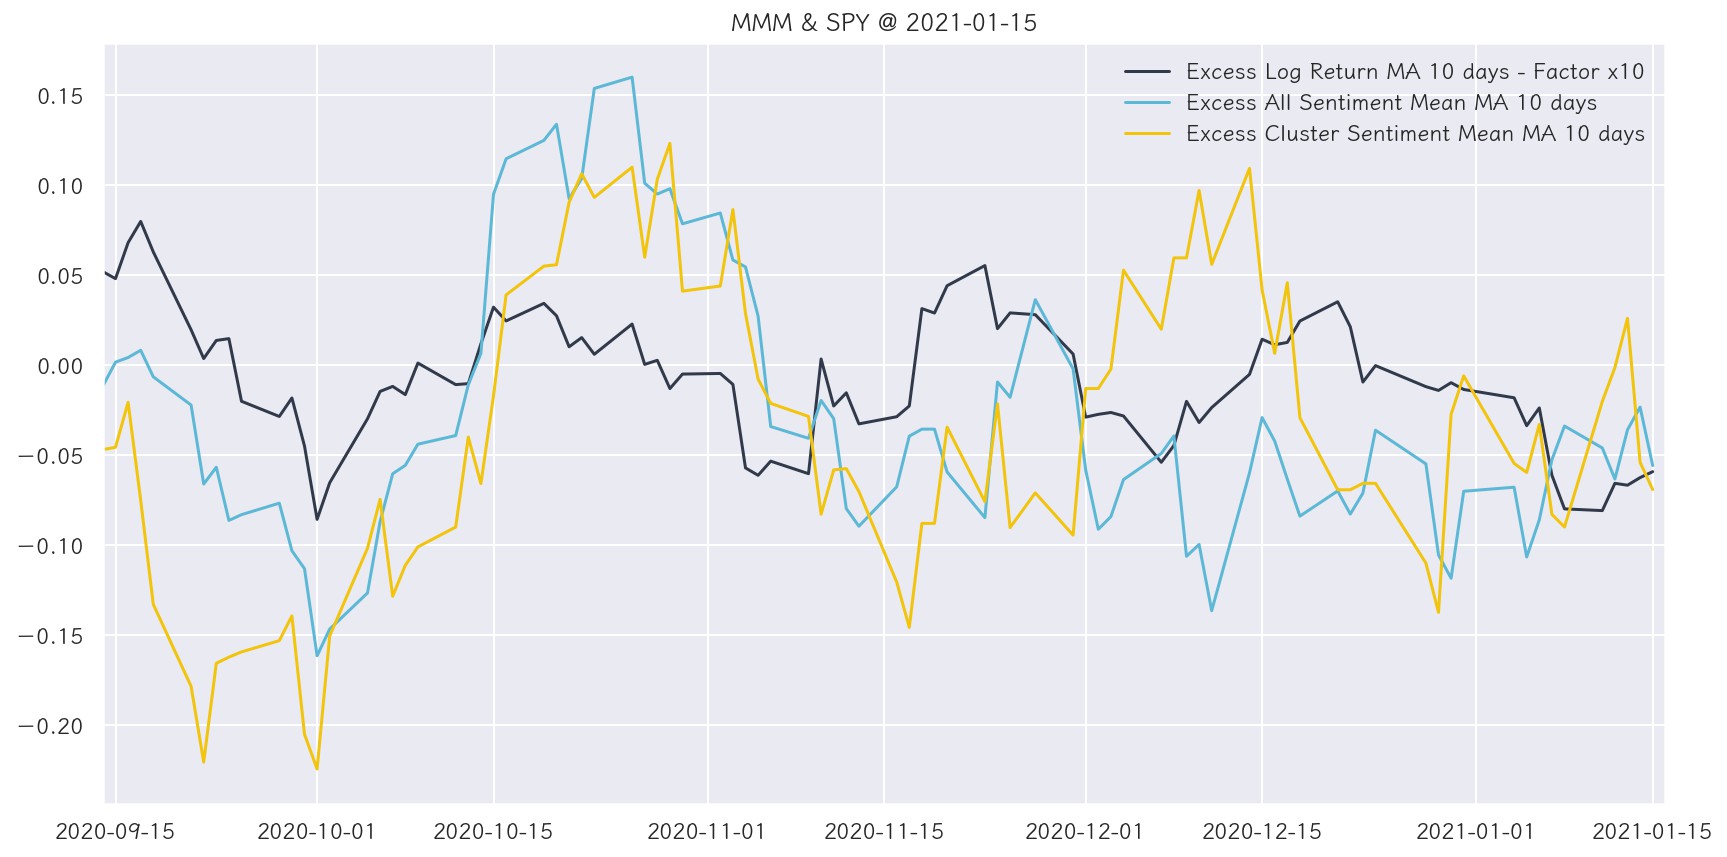 MMM & SPY @ 2021-01-15
Excess Log Return MA 10 days - Factor x10
Excess All Sentiment Mean MA 10 days
Excess Cluster Sentiment Mean MA 10 days
0.15
0.10
0.05
0.00
−0.05
−0.10
−0.15
−0.20
2020-09-15 2020-10-01 2020-10-15 2020-11-01 2020-11-15 2020-12-01 2020-12-15 2021-01-01 2021-01-15